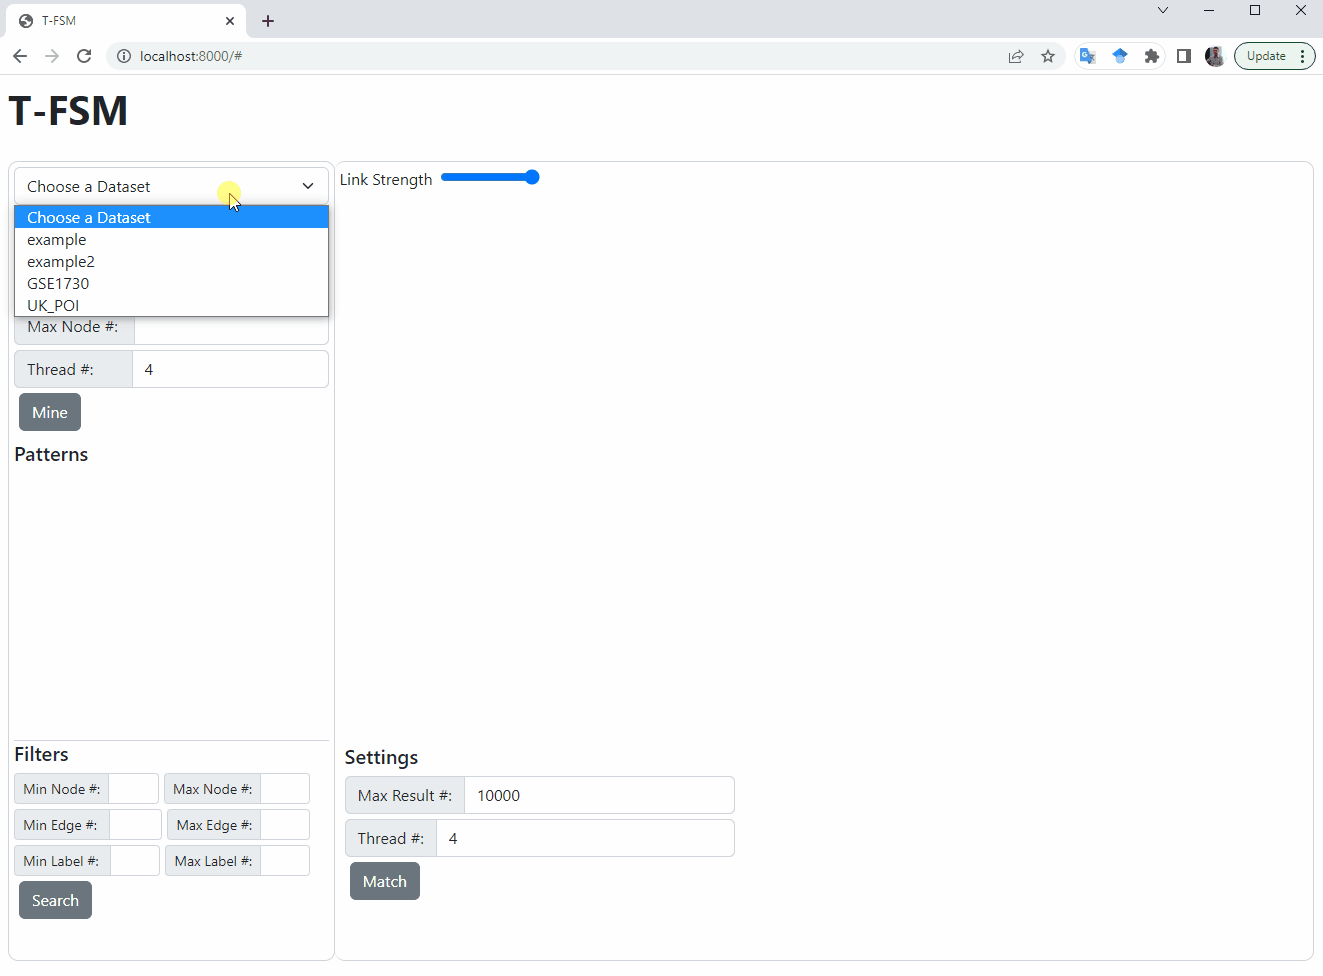 T-FSM
localhost:8000/#
Update
T-FSM
Choose a Dataset
Choose a Dataset
example
example2
GSE1730
UK_POI
Max Node #:
Thread #: 4
Mine
Patterns
Filters
Min Node #: Max Node #:
Min Edge #: Max Edge #:
Min Label #: Max Label #:
Search
Link Strength
Settings
Max Result #: 10000
Thread #: 4
Match